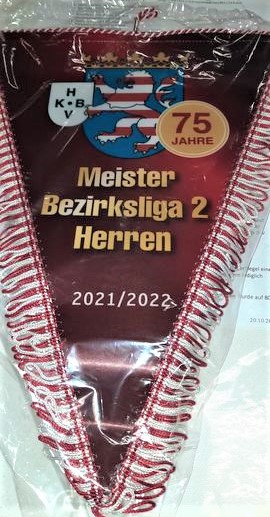 H
K • B
V
75
JAHRE
Meister
Bezirksliga 2
Herren
2021/2022